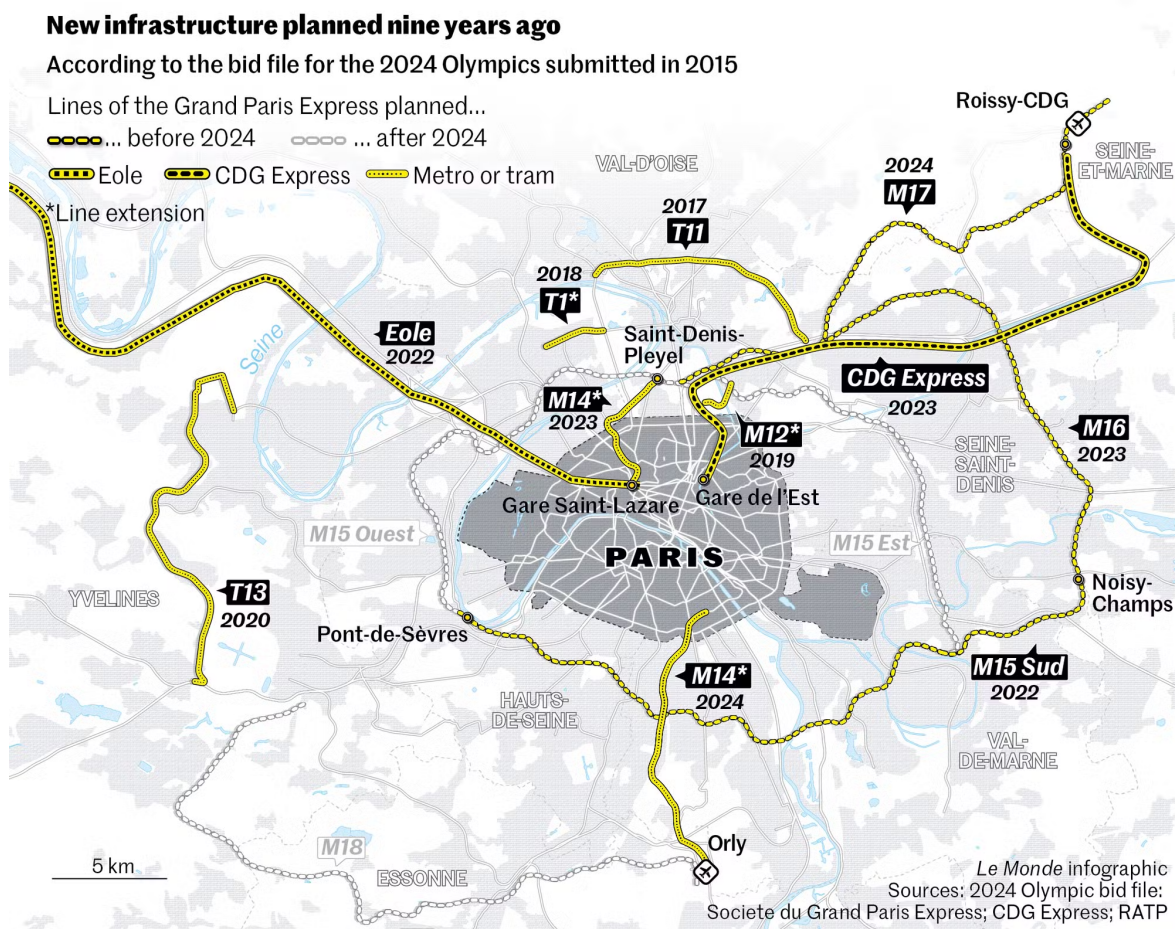 New infrastructure planned nine years ago
According to the bid file for the 2024 Olympics submitted in 2015
Lines of the Grand Paris Express planned...
... before 2024
... after 2024
Eole
CDG Express
Metro or tram
*Line extension
Roissy-CDG
SEINE-
ET-MARNE
VAL-D'OISE
2024
M17
2017
T11
2018
T1*
Saint-Denis-
Pleyel
Seine
Eole
2022
CDG Express
2023
M14*
2023
M12*
2019
M16
2023
SEINE-
SAINT-
DENIS
Gare Saint-Lazare
Gare de l'Est
M15 Ouest
PARIS
M15 Est
YVELINES
T13
2020
Noisy-
Champs
Pont-de-Sèvres
M15 Sud
2022
M14*
2024
HAUTS-
DE-SEINE
VAL-
DE-MARNE
Orly
M18
5 km
ESSONNE
Le Monde infographic
Sources: 2024 Olympic bid file:
Societe du Grand Paris Express; CDG Express; RATP